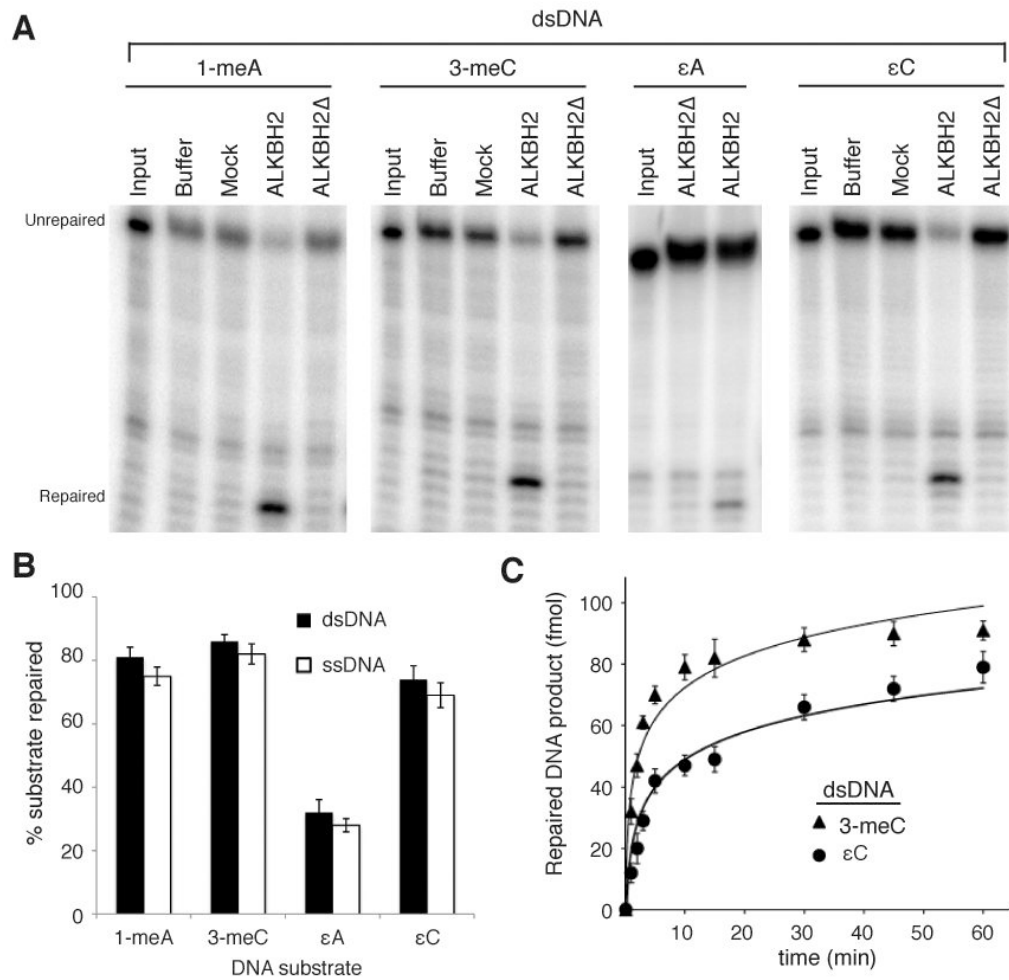 A
dsDNA
1-meA
3-meC
εA
εC
Input
Buffer
Mock
ALKBH2
ALKBH2Δ
Input
Buffer
Mock
ALKBH2
ALKBH2Δ
Input
ALKBH2Δ
ALKBH2
Input
Buffer
Mock
ALKBH2
ALKBH2Δ
Unrepaired
Repaired
B
% substrate repaired
100
80
60
40
20
0
dsDNA
ssDNA
1-meA
3-meC
εA
εC
DNA substrate
C
Repaired DNA product (fmol)
100
80
60
40
20
0
dsDNA
3-meC
εC
10
20
30
40
50
60
time (min)